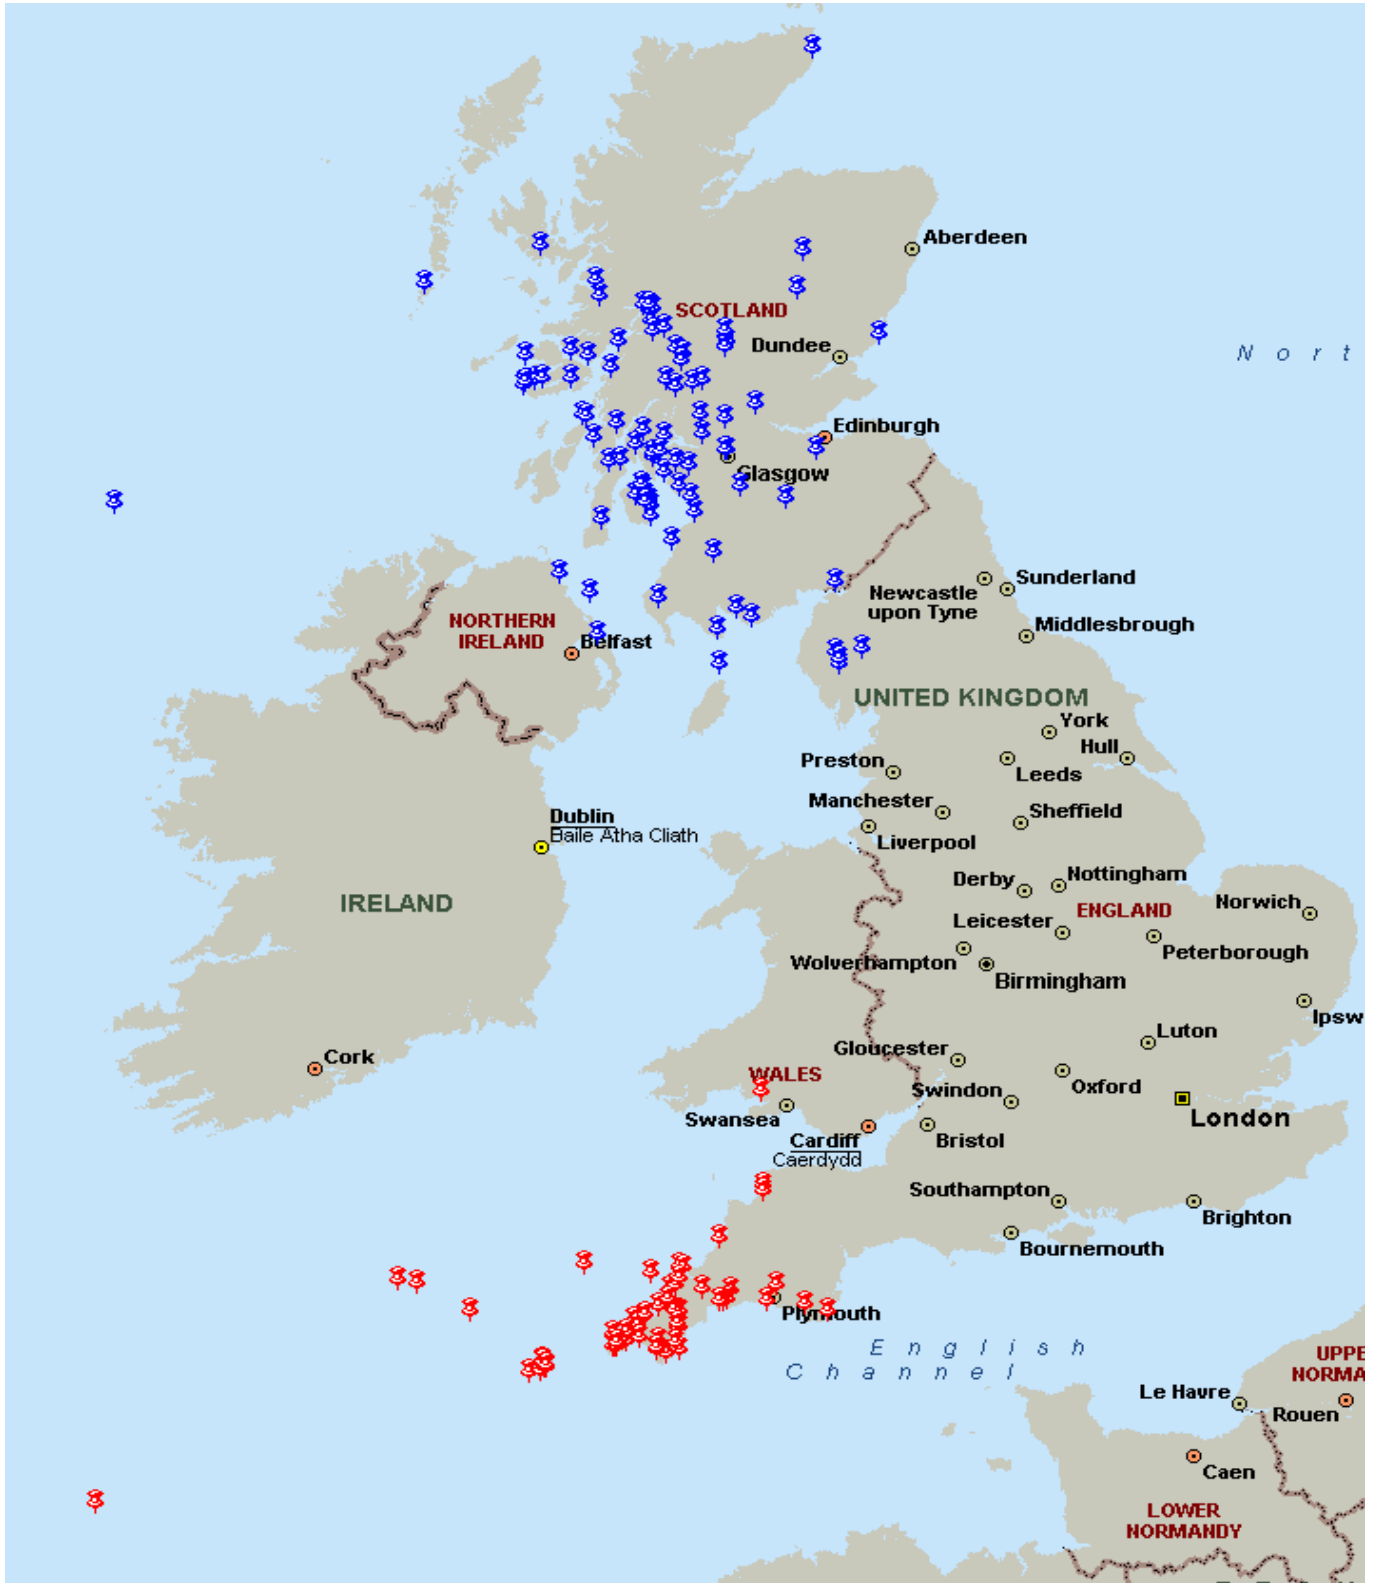 Aberdeen
SCOTLAND
Dundee
N o r t
Edinburgh
Glasgow
Newcastle
upon Tyne
Sunderland
NORTHERN
IRELAND
Belfast
Middlesbrough
UNITED KINGDOM
York
Hull
Preston
Leeds
Manchester
Sheffield
Dublin
Baile Atha Cliath
Liverpool
Derby
Nottingham
IRELAND
Norwich
Leicester
ENGLAND
Peterborough
Wolverhampton
Birmingham
Ipsw
Luton
Cork
Gloucester
WALES
Oxford
Swindon
Swansea
London
Cardiff
Caerdydd
Bristol
Southampton
Brighton
Bournemouth
Plymouth
E n g l i s h
C h a n n e l
UPPE
NORMA
Le Havre
Rouen
Caen
LOWER
NORMANDY